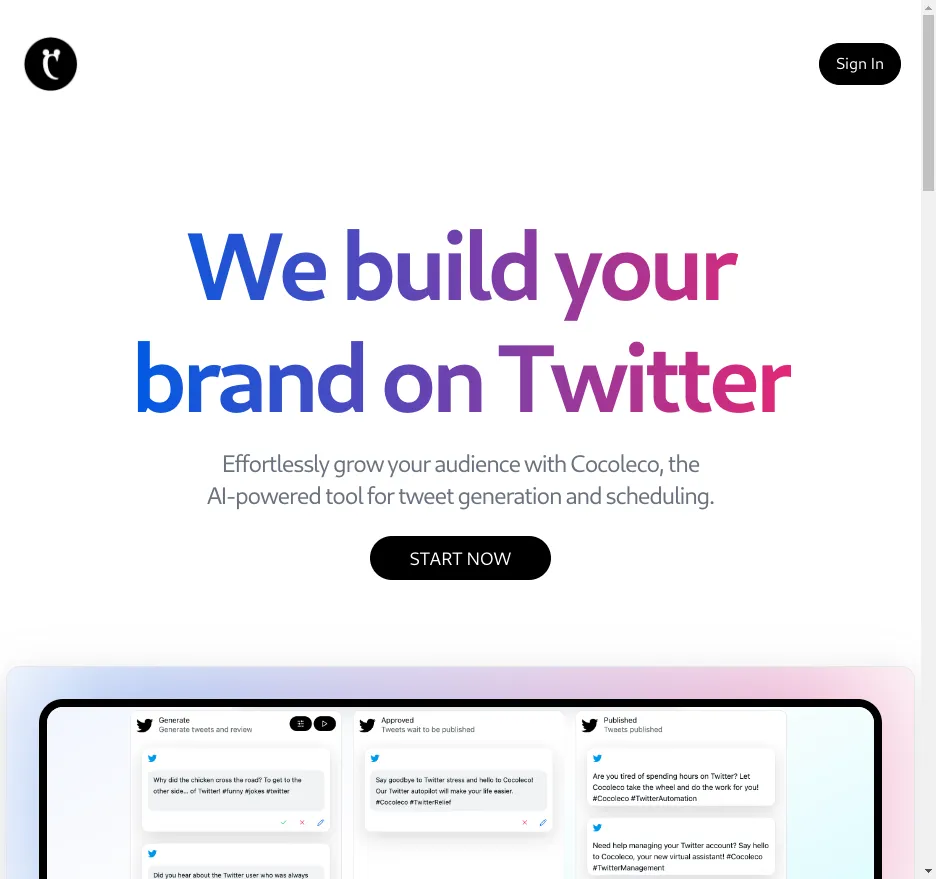 Sign In
We build your
brand on Twitter
Effortlessly grow your audience with Cocoleco, the
AI-powered tool for tweet generation and scheduling.
START NOW
Generate
Generate tweets and review
Why did the chicken cross the road? To get to the
other side... of Twitter! #funny #jokes #twitter
Did you hear about the Twitter user who was always
Approved
Tweets wait to be published
Say goodbye to Twitter stress and hello to Cocoleco!
Our Twitter autopilot will make your life easier.
#Cocoleco #TwitterRelief
Published
Tweets published
Are you tired of spending hours on Twitter? Let
Cocoleco take the wheel and do the work for you!
#Cocoleco #TwitterAutomation
Need help managing your Twitter account? Say hello
to Cocoleco, your new virtual assistant! #Cocoleco
#TwitterManagement